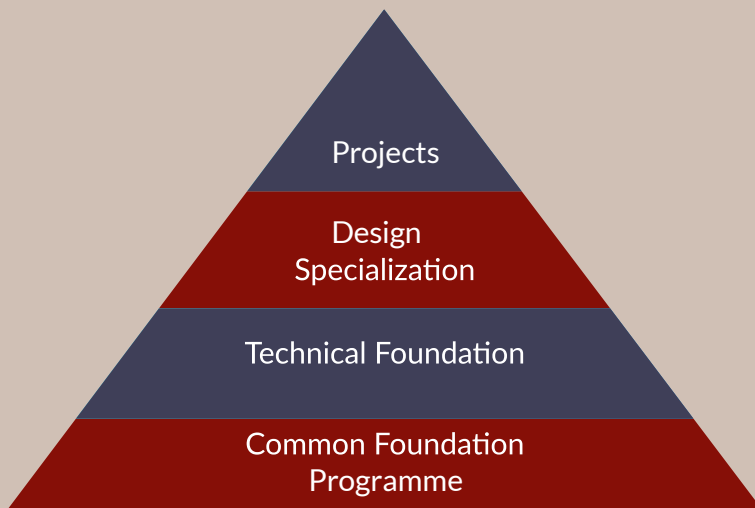 Projects
Design
Specialization
Technical Foundation
Common Foundation
Programme